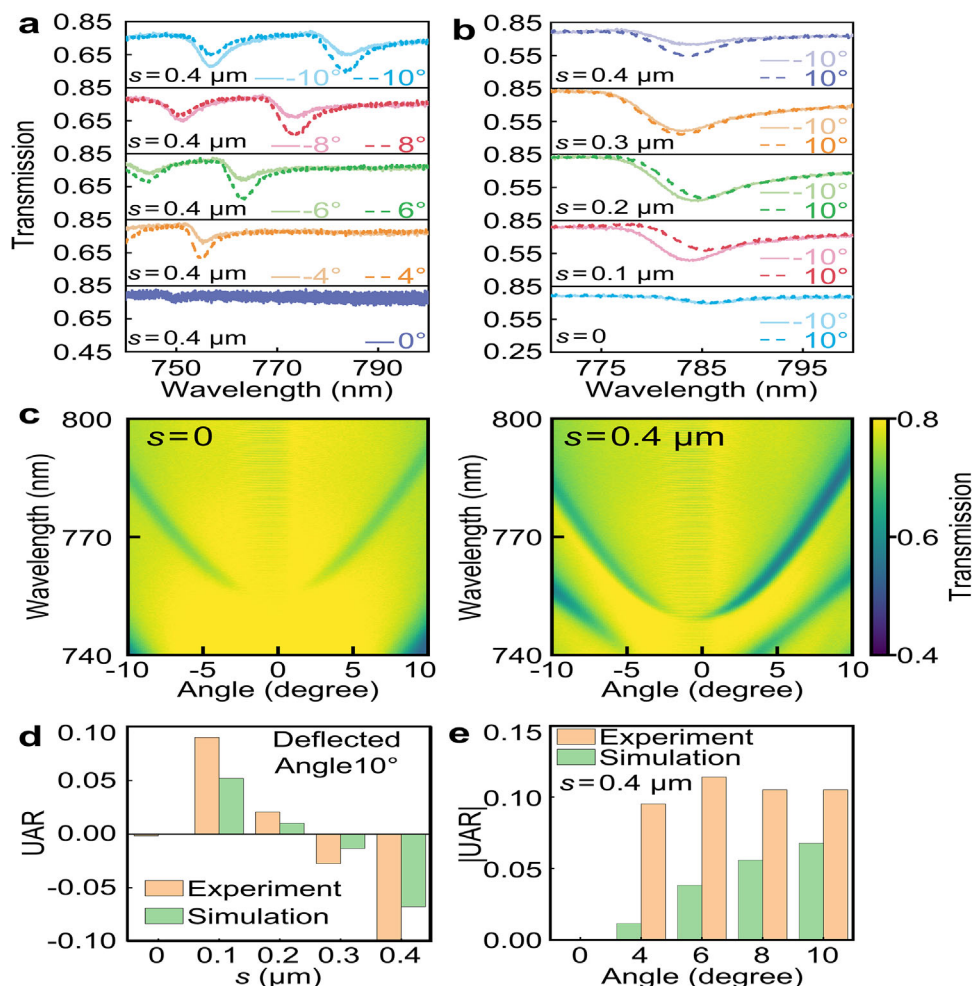 a
Transmission
0.85
0.65
0.85
0.65
0.85
0.65
0.85
0.65
0.85
0.65
0.45
s=0.4 µm -10° 10°
s=0.4 µm -8° 8°
s=0.4 µm -6° 6°
s=0.4 µm -4° 4°
s=0.4 µm 0°
750 770 790
Wavelength (nm)
b
0.85
0.55
0.85
0.55
0.85
0.55
0.85
0.55
0.85
0.55
0.25
-10°
s=0.4 µm 10°
-10°
s=0.3 µm 10°
-10°
s=0.2 µm 10°
-10°
s=0.1 µm 10°
-10°
s=0 10°
775 785 795
Wavelength (nm)
c
Wavelength (nm)
800
770
740
s=0
-10 -5 0 5 10
Angle (degree)
Wavelength (nm)
800
770
740
s=0.4 µm
-10 -5 0 5 10
Angle (degree)
0.8
0.4
Transmission
d
UAR
0.10
0.05
0.00
-0.05
-0.10
Deflected
Angle10°
Experiment
Simulation
0 0.1 0.2 0.3 0.4
s (µm)
e
|UAR|
0.15
0.10
0.05
0.00
Experiment
Simulation
s=0.4 µm
0 4 6 8 10
Angle (degree)